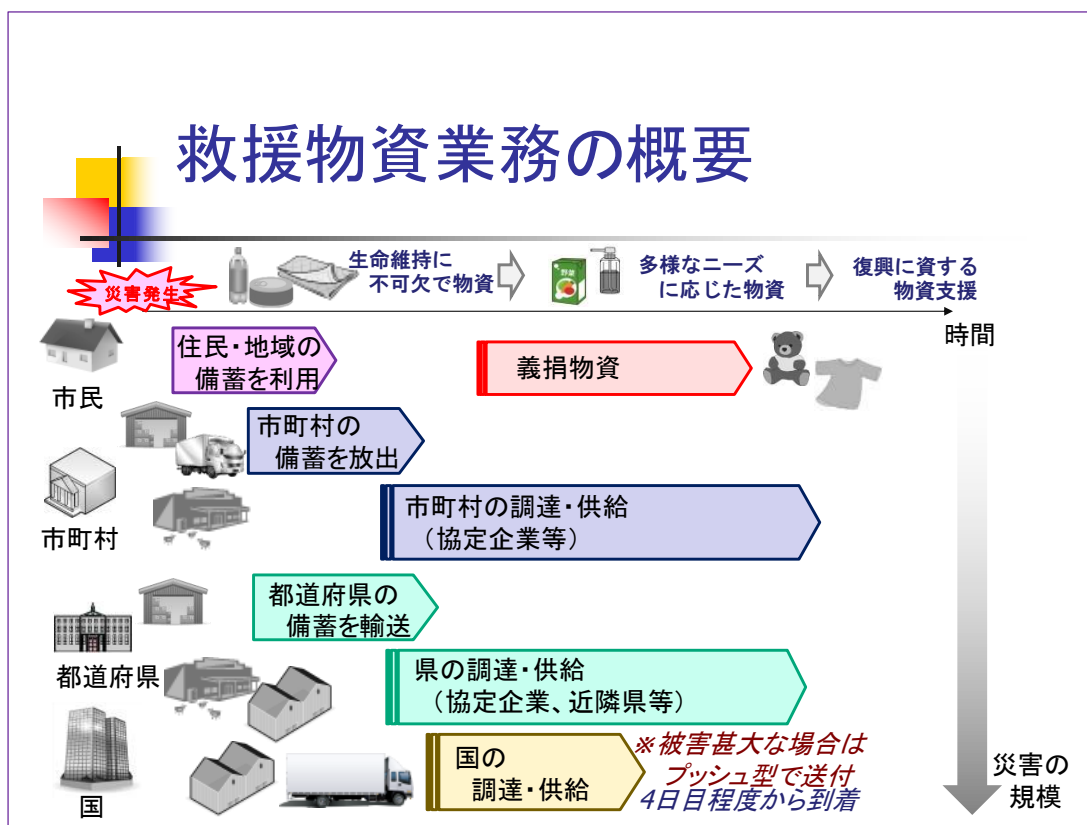 救援物資業務の概要
災害発生
生命維持に
不可欠で物資
野菜
多様なニーズ
に応じた物資
復興に資する
物資支援
時間
市民
住民・地域の
備蓄を利用
義捐物資
市町村の
備蓄を放出
市町村
市町村の調達・供給
（協定企業等）
都道府県の
備蓄を輸送
都道府県
県の調達・供給
（協定企業、近隣県等）
国
国の
調達・供給
※被害甚大な場合は
プッシュ型で送付
4日目程度から到着
災害の
規模